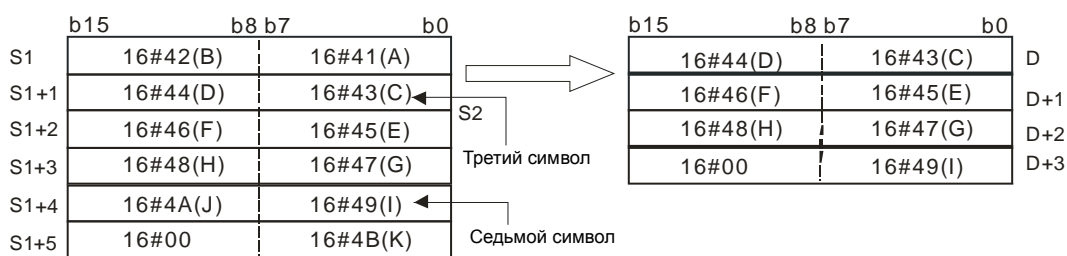 b15 b8 b7 b0 b15 b8 b7 b0
S1 16#42(B) 16#41(A) 16#44(D) 16#43(C) D
S1+1 16#44(D) 16#43(C) S2 16#46(F) 16#45(E) D+1
S1+2 16#46(F) 16#45(E) 16#48(H) 16#47(G) D+2
S1+3 16#48(H) 16#47(G) Третий символ 16#00 16#49(I) D+3
S1+4 16#4A(J) 16#49(I)
S1+5 16#00 16#4B(K) Седьмой символ